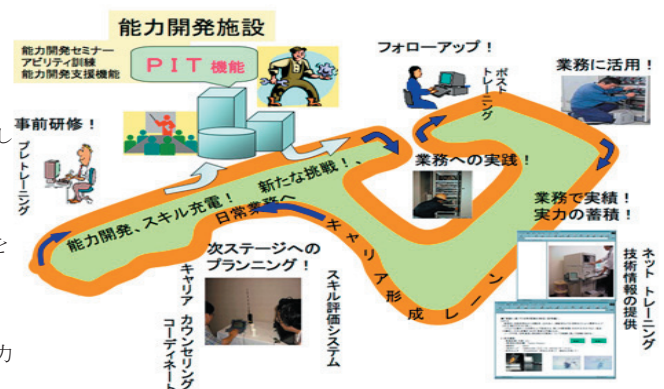 能力開発施設
能力開発セミナー
アビリティ訓練
能力開発支援機能
PIT 機能
フォローアップ!
ポスト
トレーニング
業務に活用!
事前研修!
プレトレーニング
し
業務への実践!
能力開発、スキル充電! 新たな挑戦!、
日常業務へ
業務で実績!
実力の蓄積!
を
次ステージへの
プランニング!
キャリア形成レーン
キャリア カウンセリング
コーディネート
スキル評価システム
ネット トレーニング
技術情報の提供
カ